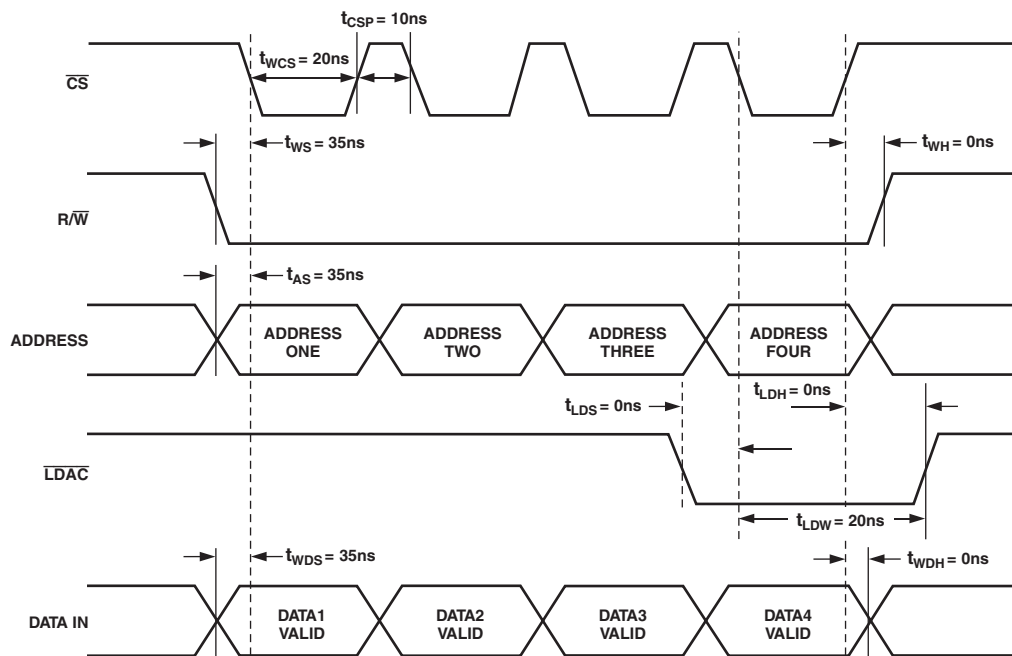 tCSP = 10ns
tWCS = 20ns
CS
tWS = 35ns
tWH = 0ns
R/W
tAS = 35ns
ADDRESS
ADDRESS ONE
ADDRESS TWO
ADDRESS THREE
ADDRESS FOUR
tLDS = 0ns
tLDH = 0ns
LDAC
tLDW = 20ns
tWDS = 35ns
tWDH = 0ns
DATA IN
DATA1 VALID
DATA2 VALID
DATA3 VALID
DATA4 VALID